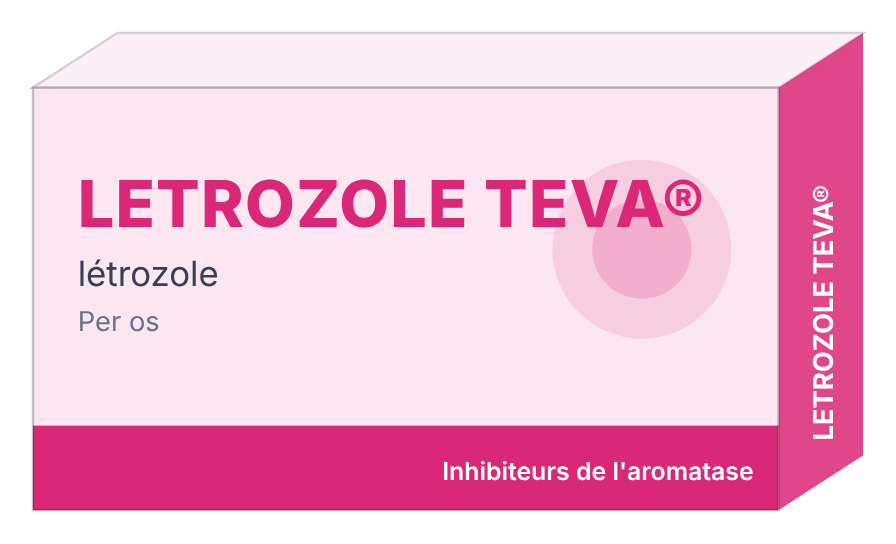 LETROZOLE TEVA®
létrozole
Per os
Inhibiteurs de l'aromatase
LETROZOLE TEVA®